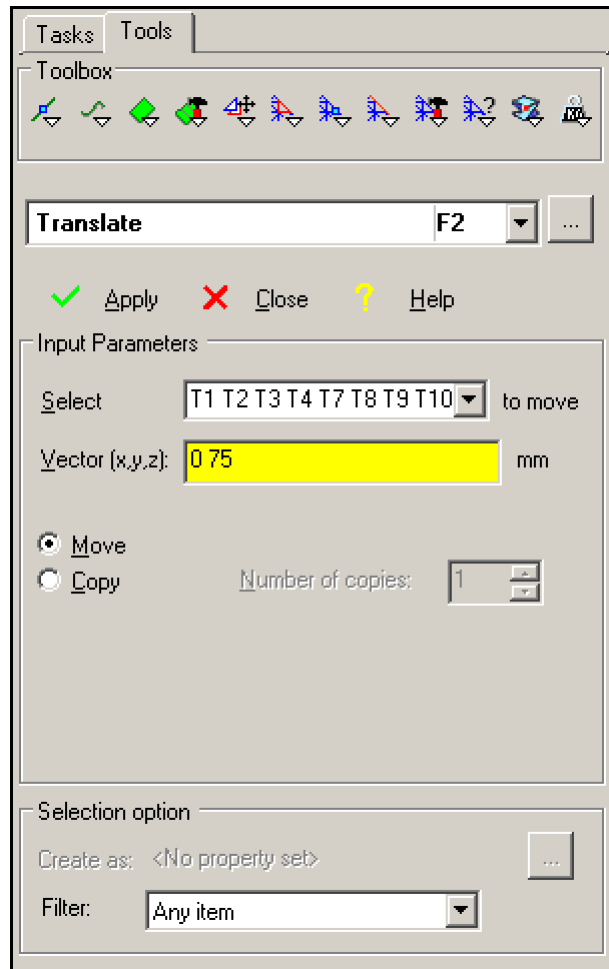 Tasks Tools
Toolbox
Translate F2 ...
Apply Close ? Help
Input Parameters
Select T1 T2 T3 T4 T7 T8 T9 T10 to move
Vector (x,y,z): 0 75 mm
Move
Copy Number of copies: 1
Selection option
Create as: <No property set> ...
Filter: Any item